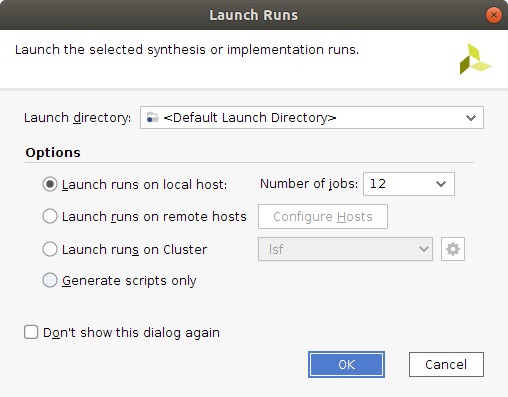 Launch Runs
Launch the selected synthesis or implementation runs.
Launch directory: <Default Launch Directory>
Options
Launch runs on local host: Number of jobs: 12
Launch runs on remote hosts Configure Hosts
Launch runs on Cluster lsf
Generate scripts only
Don't show this dialog again
OK Cancel